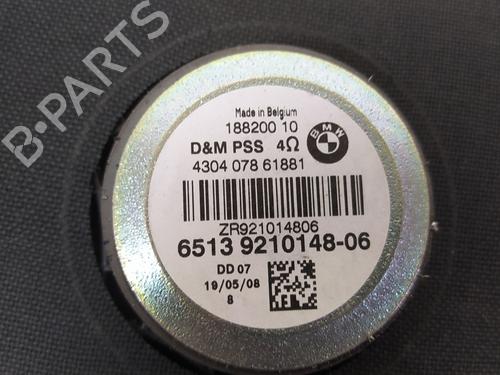 B-PARTS
Made in Belgium
188200 10
BMW
D&M PSS 4Ω
4304 078 61881
ZR921014806
6513 9210148-06
DD 07
19/05/08
8